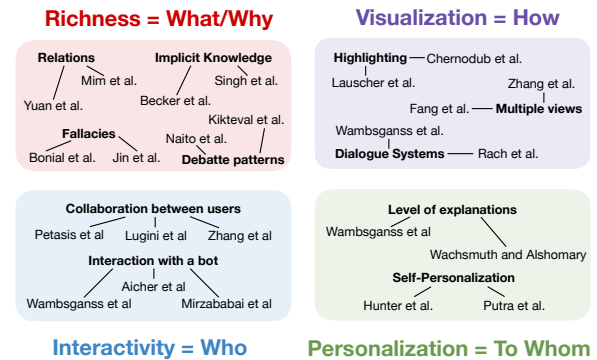 Richness = What/Why
Relations
Implicit Knowledge
Mim et al.
Singh et al.
Yuan et al.
Becker et al.
Kikteval et al.
Fallacies
Naito et al.
Bonial et al.
Jin et al.
Debatte patterns
Visualization = How
Highlighting
Chernodub et al.
Lauscher et al.
Zhang et al.
Fang et al.
Multiple views
Wambsganss et al.
Dialogue Systems
Rach et al.
Collaboration between users
Petasis et al
Lugini et al
Zhang et al
Interaction with a bot
Aicher et al
Wambsganss et al
Mirzababai et al
Interactivity = Who
Level of explanations
Wambsganss et al
Wachsmuth and Alshomary
Self-Personalization
Hunter et al.
Putra et al.
Personalization = To Whom